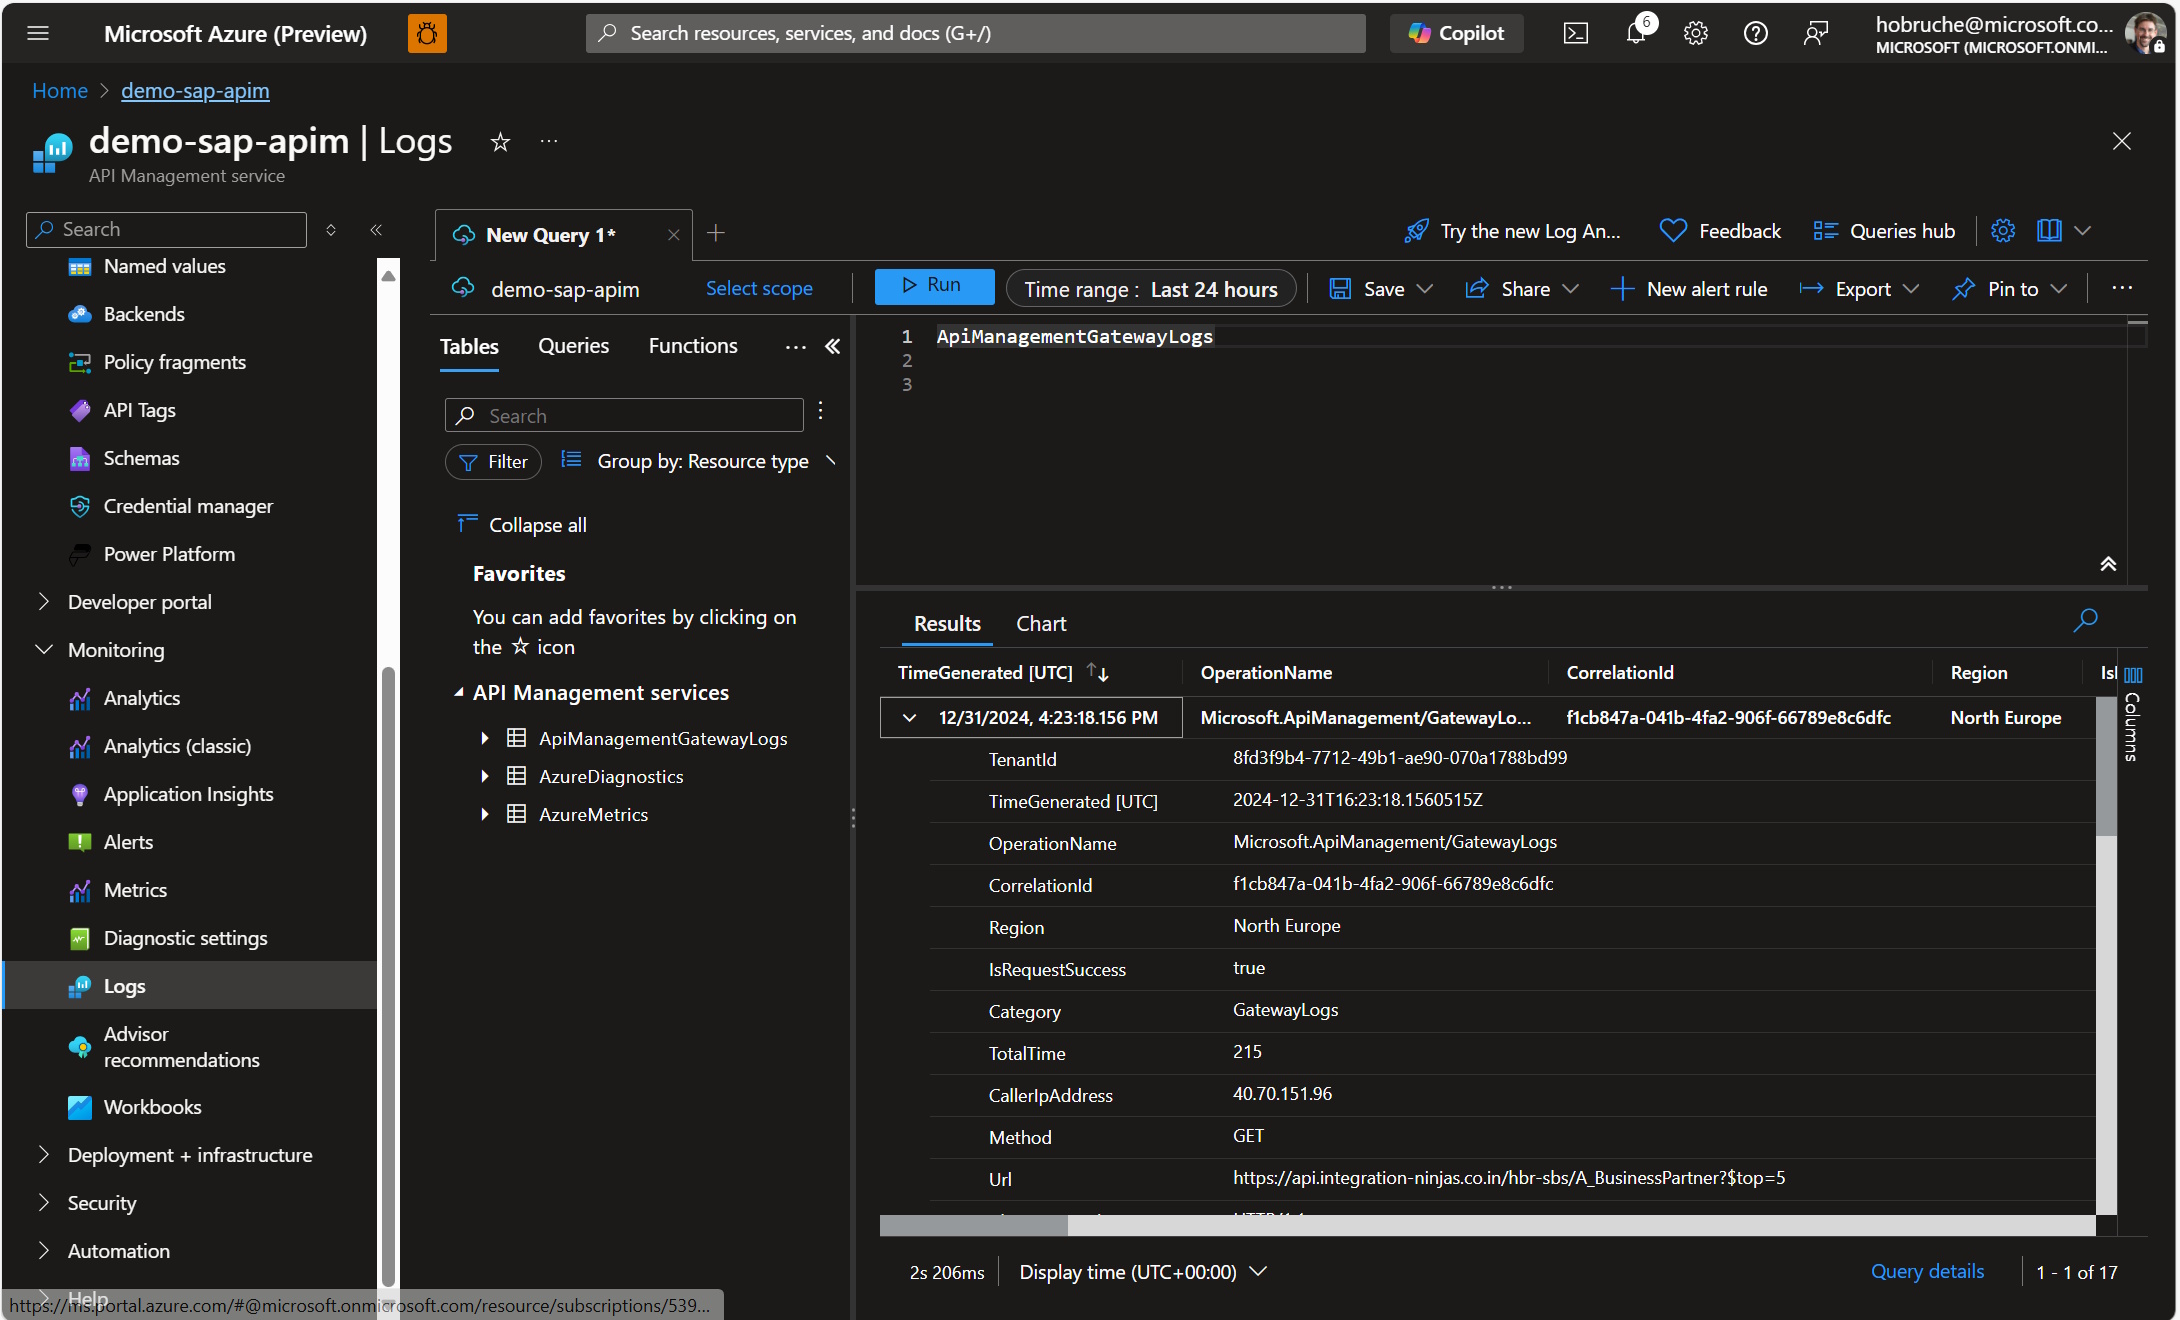 Microsoft Azure (Preview)
Search resources, services, and docs (G+/)
Copilot
6
hobruche@microsoft.co...
MICROSOFT (MICROSOFT.ONMI...
Home > demo-sap-apim
demo-sap-apim | Logs
API Management service
Search
Named values
Backends
Policy fragments
API Tags
Schemas
Credential manager
Power Platform
Developer portal
Monitoring
Analytics
Analytics (classic)
Application Insights
Alerts
Metrics
Diagnostic settings
Logs
Advisor
recommendations
Workbooks
Deployment + infrastructure
Security
Automation
Help
https://ms.portal.azure.com/#@microsoft.onmicrosoft.com/resource/subscriptions/539...
New Query 1*
Try the new Log An...
Feedback
Queries hub
demo-sap-apim
Select scope
Run
Time range : Last 24 hours
Save
Share
New alert rule
Export
Pin to
Tables
Queries
Functions
Search
Filter
Group by: Resource type
Collapse all
Favorites
You can add favorites by clicking on
the ☆ icon
API Management services
ApiManagementGatewayLogs
AzureDiagnostics
AzureMetrics
1 ApiManagementGatewayLogs
2
3
Results
Chart
TimeGenerated [UTC] OperationName CorrelationId Region
12/31/2024, 4:23:18.156 PM Microsoft.ApiManagement/GatewayLo... f1cb847a-041b-4fa2-906f-66789e8c6dfc North Europe
Columns
TenantId 8fd3f9b4-7712-49b1-ae90-070a1788bd99
TimeGenerated [UTC] 2024-12-31T16:23:18.1560515Z
OperationName Microsoft.ApiManagement/GatewayLogs
CorrelationId f1cb847a-041b-4fa2-906f-66789e8c6dfc
Region North Europe
IsRequestSuccess true
Category GatewayLogs
TotalTime 215
CallerIpAddress 40.70.151.96
Method GET
Url https://api.integration-ninjas.co.in/hbr-sbs/A_BusinessPartner?$top=5
2s 206ms
Display time (UTC+00:00)
Query details
1 - 1 of 17